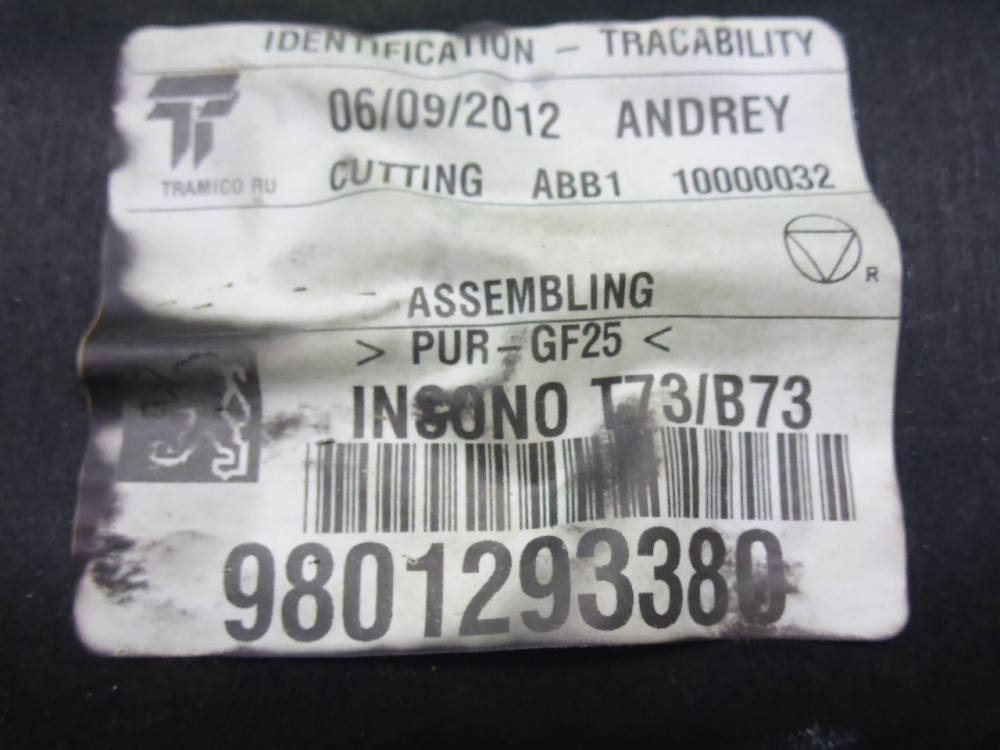 IDENTIFICATION - TRACABILITY
06/09/2012 ANDREY
TRAMICO RU
CUTTING ABB1 10000032
R
ASSEMBLING
> PUR-GF25 <
INSONO T73/B73
9801293380